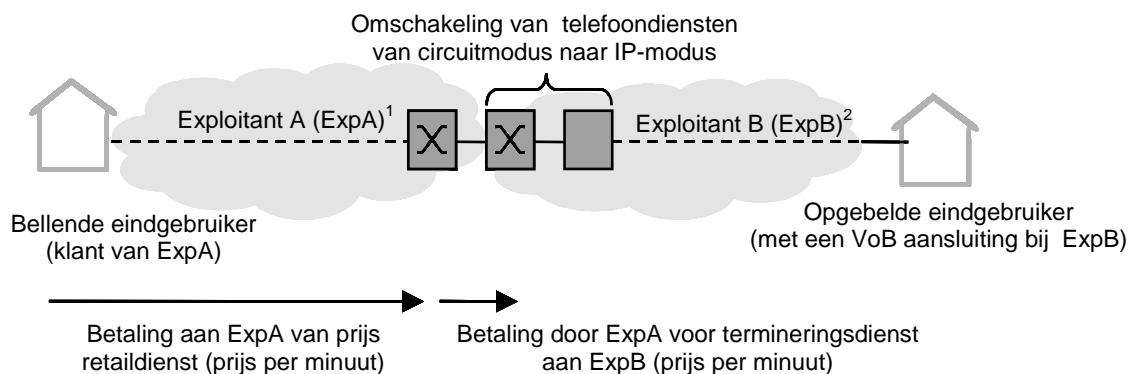 Omschakeling van telefoondiensten
van circuitmodus naar IP-modus
Exploitant A (ExpA)¹
Exploitant B (ExpB)²
Bellende eindgebruiker
(klant van ExpA)
Opgebelde eindgebruiker
(met een VoB aansluiting bij ExpB)
Betaling aan ExpA van prijs
retaildienst (prijs per minuut)
Betaling door ExpA voor termineringsdienst
aan ExpB (prijs per minuut)